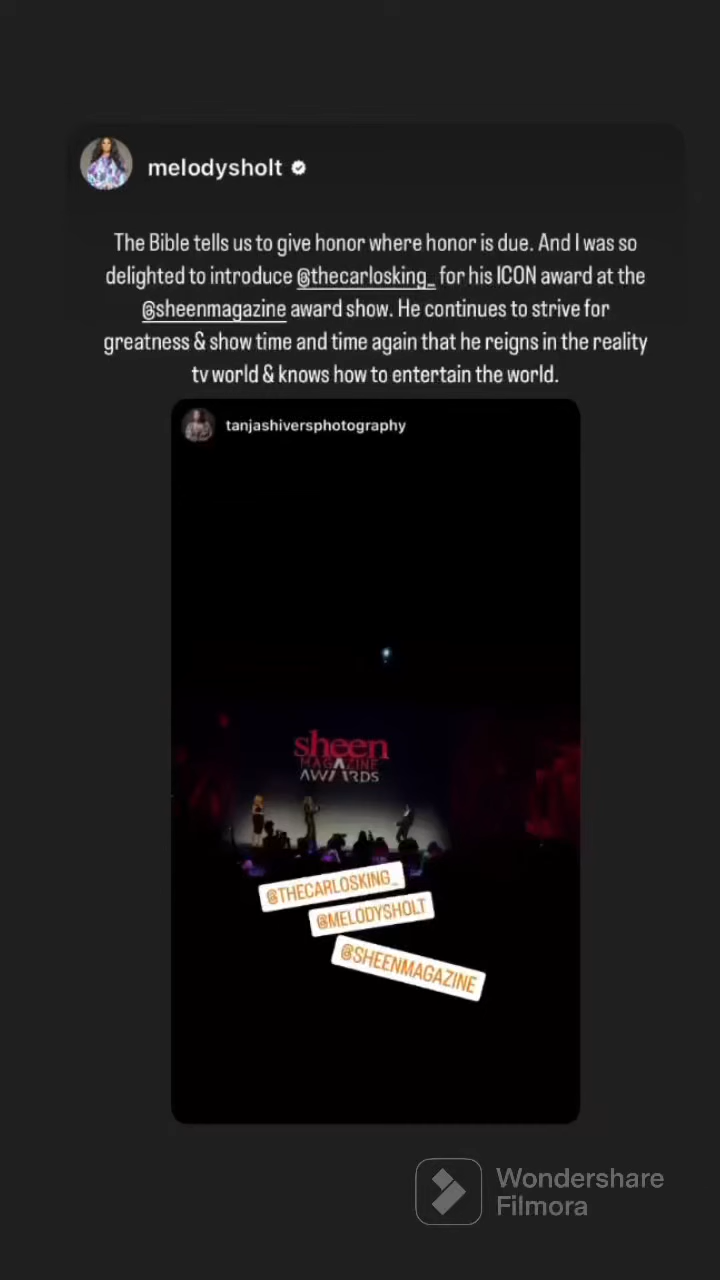 melodysholt
The Bible tells us to give honor where honor is due. And I was so
delighted to introduce @thecarlosking_ for his ICON award at the
@sheenmagazine award show. He continues to strive for
greatness & show time and time again that he reigns in the reality
tv world & knows how to entertain the world.
tanjashiversphotography
sheen
MAGAZINE
AWARDS
@THECARLOSKING_
@MELODYSHOLT
@SHEENMAGAZINE
Wondershare
Filmora